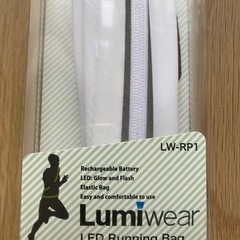 LW-RP1
Rechargeable Battery
LED: Glow and Flash
Elastic Bag
Easy and comfortable to use
Lumiwear
LED Running Bag